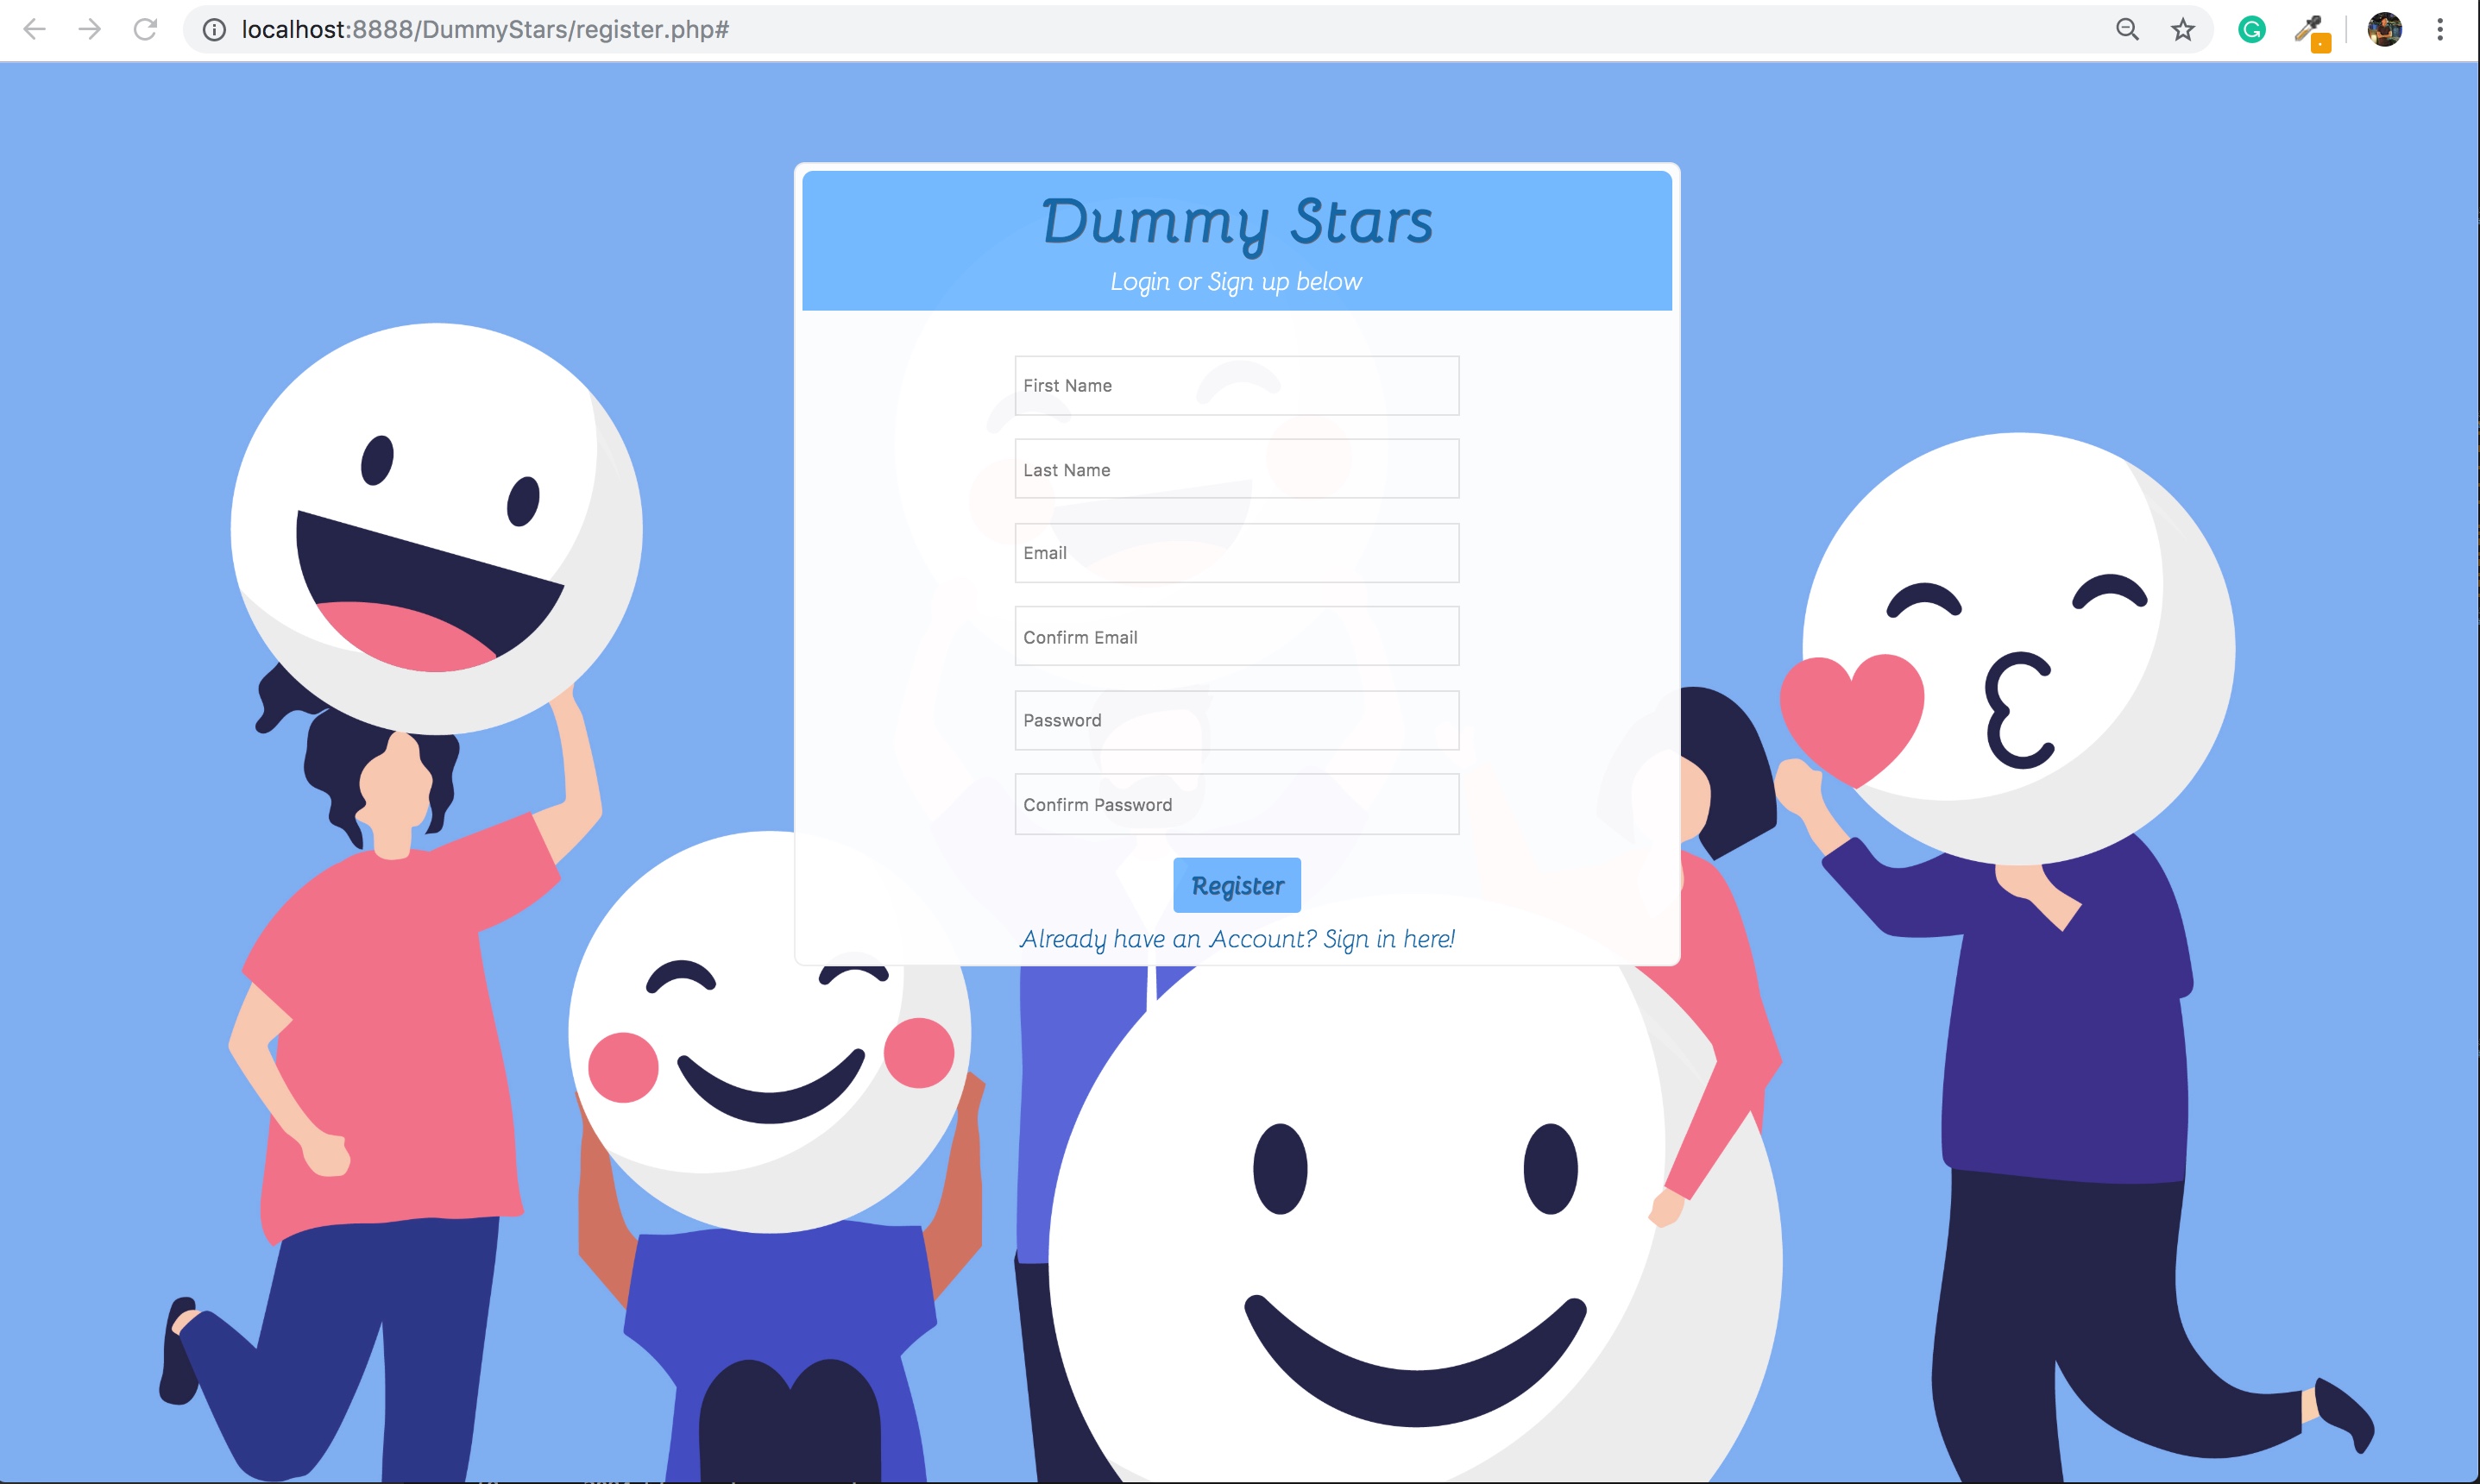 localhost:8888/DummyStars/register.php#
Dummy Stars
Login or Sign up below
First Name
Last Name
Email
Confirm Email
Password
Confirm Password
Register
Already have an Account? Sign in here!